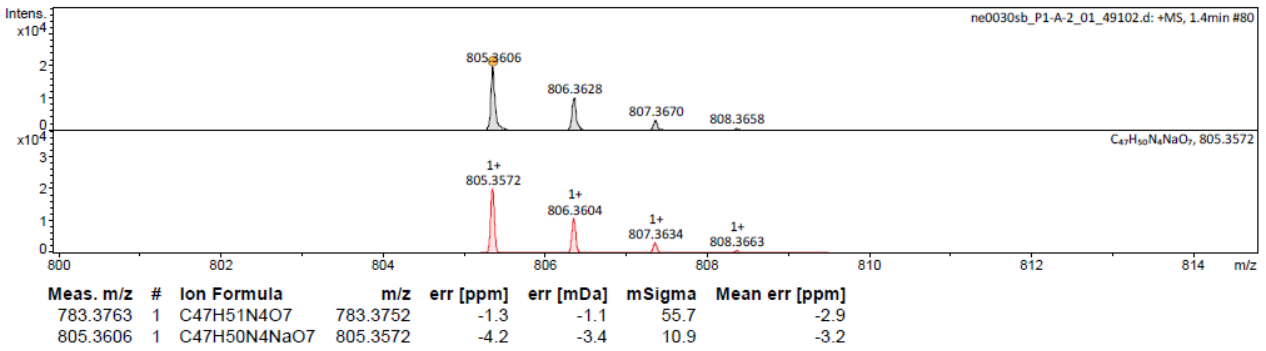 Intens.
x10⁴
ne0030sb_P1-A-2_01_49102.d: +MS, 1.4min #80
805.3606
2
806.3628
1
807.3670
808.3658
0
x10⁴
C₄₇H₅₀N₄NaO₇, 805.3572
3
1+
805.3572
2
1+
806.3604
1
1+
807.3634
1+
808.3663
0
800 802 804 806 808 810 812 814 m/z
Meas. m/z # Ion Formula m/z err [ppm] err [mDa] mSigma Mean err [ppm]
783.3763 1 C47H51N4O7 783.3752 -1.3 -1.1 55.7 -2.9
805.3606 1 C47H50N4NaO7 805.3572 -4.2 -3.4 10.9 -3.2